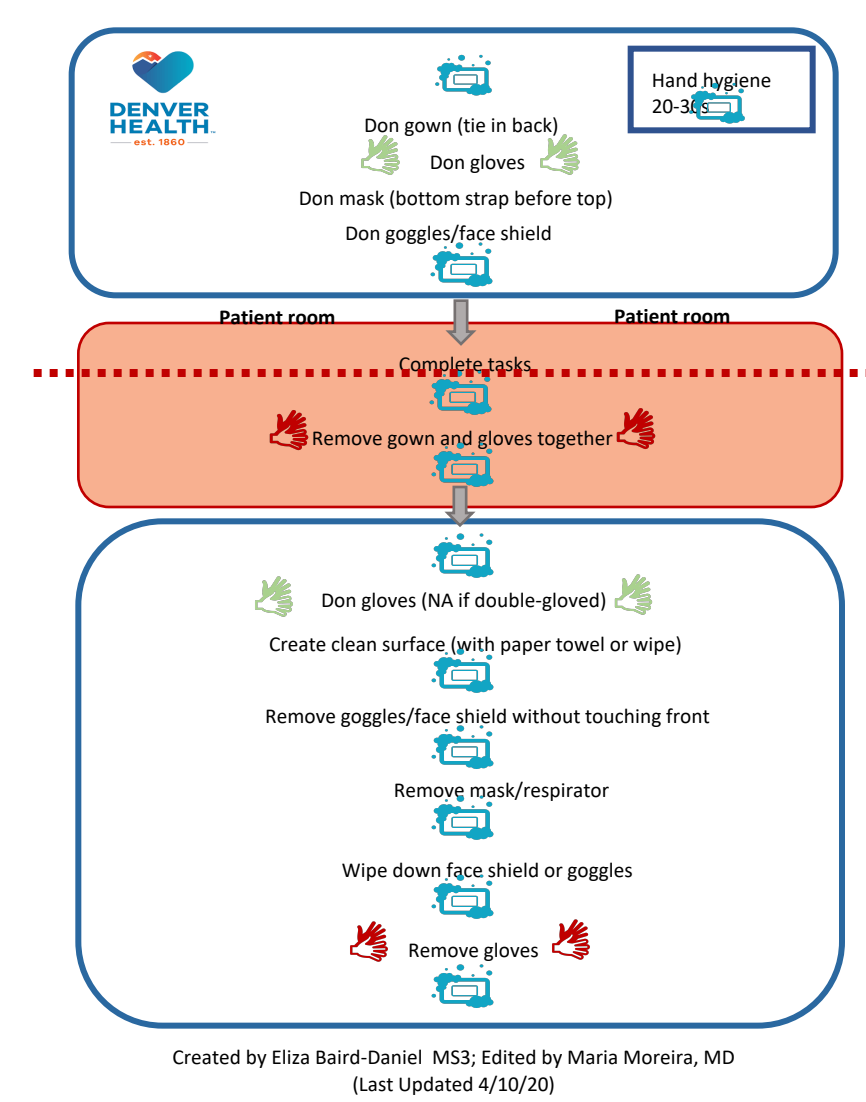 DENVER
HEALTH™
est. 1860
Hand hygiene
20-30s
Don gown (tie in back)
Don gloves
Don mask (bottom strap before top)
Don goggles/face shield
Patient room
Patient room
Complete tasks
Remove gown and gloves together
Don gloves (NA if double-gloved)
Create clean surface (with paper towel or wipe)
Remove goggles/face shield without touching front
Remove mask/respirator
Wipe down face shield or goggles
Remove gloves
Created by Eliza Baird-Daniel  MS3; Edited by Maria Moreira, MD
(Last Updated 4/10/20)